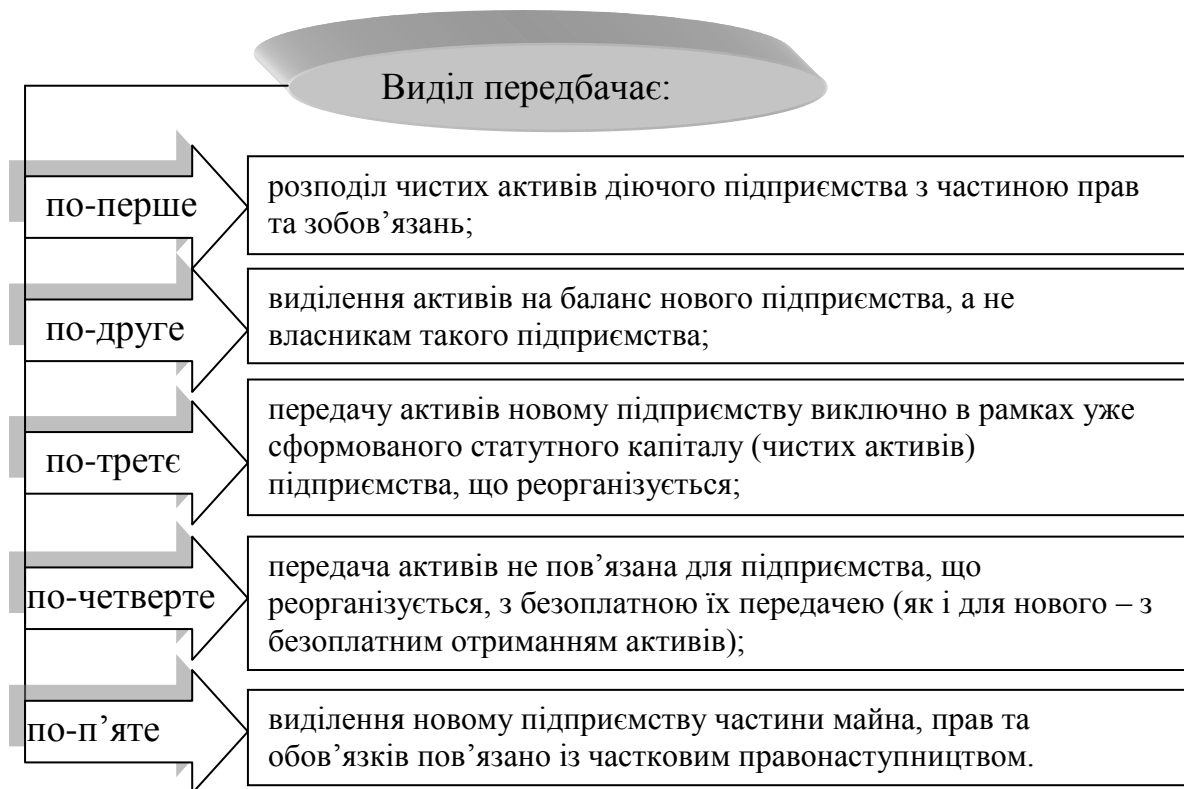 Виділ передбачає:
по-перше
розподіл чистих активів діючого підприємства з частиною прав
та зобов’язань;
по-друге
виділення активів на баланс нового підприємства, а не
власникам такого підприємства;
по-третє
передачу активів новому підприємству виключно в рамках уже
сформованого статутного капіталу (чистих активів)
підприємства, що реорганізується;
по-четверте
передача активів не пов’язана для підприємства, що
реорганізується, з безоплатною їх передачею (як і для нового – з
безоплатним отриманням активів);
по-п’яте
виділення новому підприємству частини майна, прав та
обов’язків пов’язано із частковим правонаступництвом.